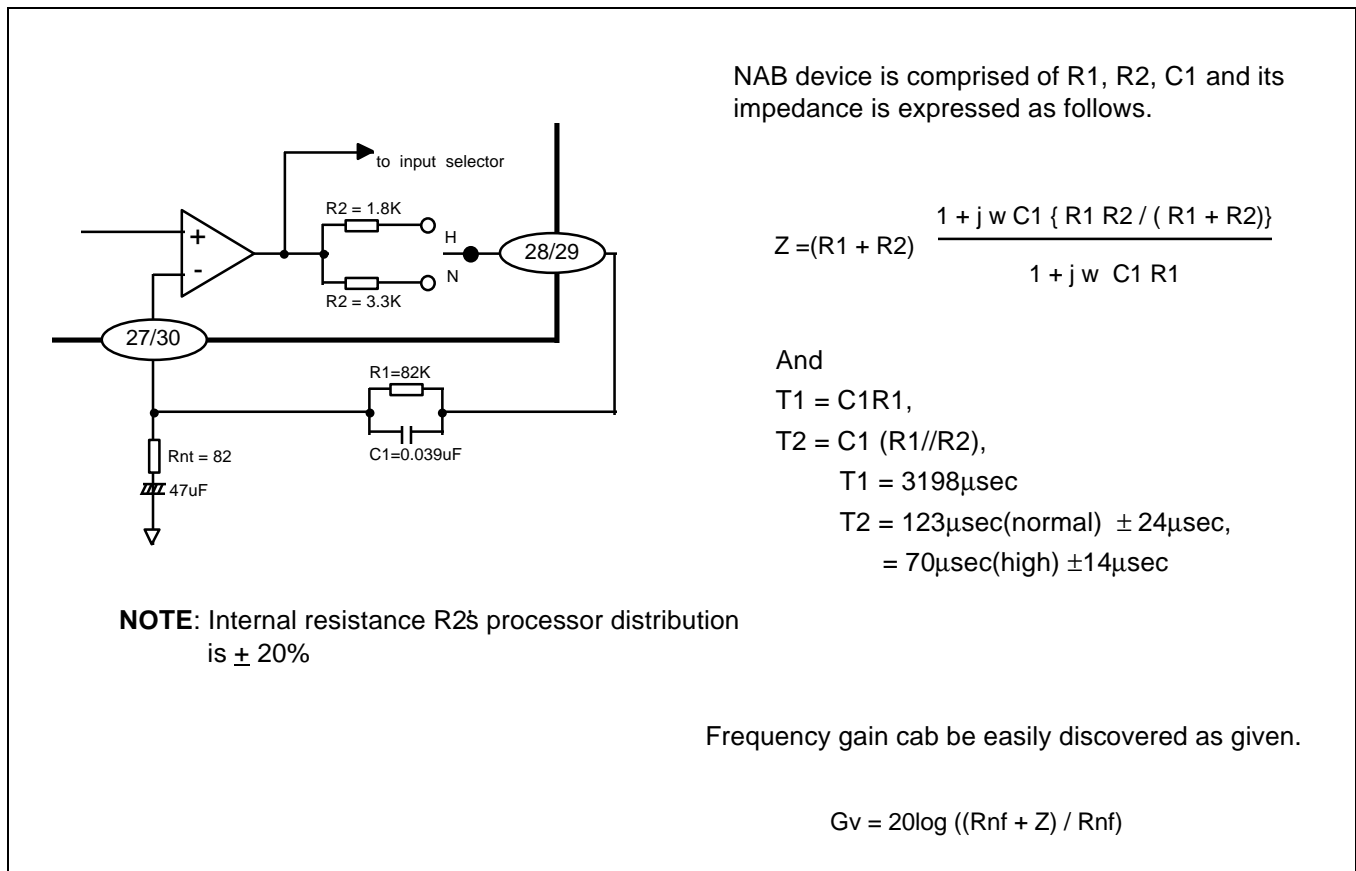 NAB device is comprised of R1, R2, C1 and its
impedance is expressed as follows.
to input selector
R2 = 1.8K
+
H
28/29
-
N
R2 = 3.3K
27/30
R1=82K
C1=0.039uF
Rnt = 82
47uF
Z =(R1 + R2)
1 + j w C1 { R1 R2 / ( R1 + R2)}
1 + j w C1 R1
And
T1 = C1R1,
T2 = C1 (R1//R2),
T1 = 3198μsec
T2 = 123μsec(normal) ± 24μsec,
= 70μsec(high) ±14μsec
NOTE: Internal resistance R2's processor distribution
is ± 20%
Frequency gain cab be easily discovered as given.
Gv = 20log ((Rnf + Z) / Rnf)